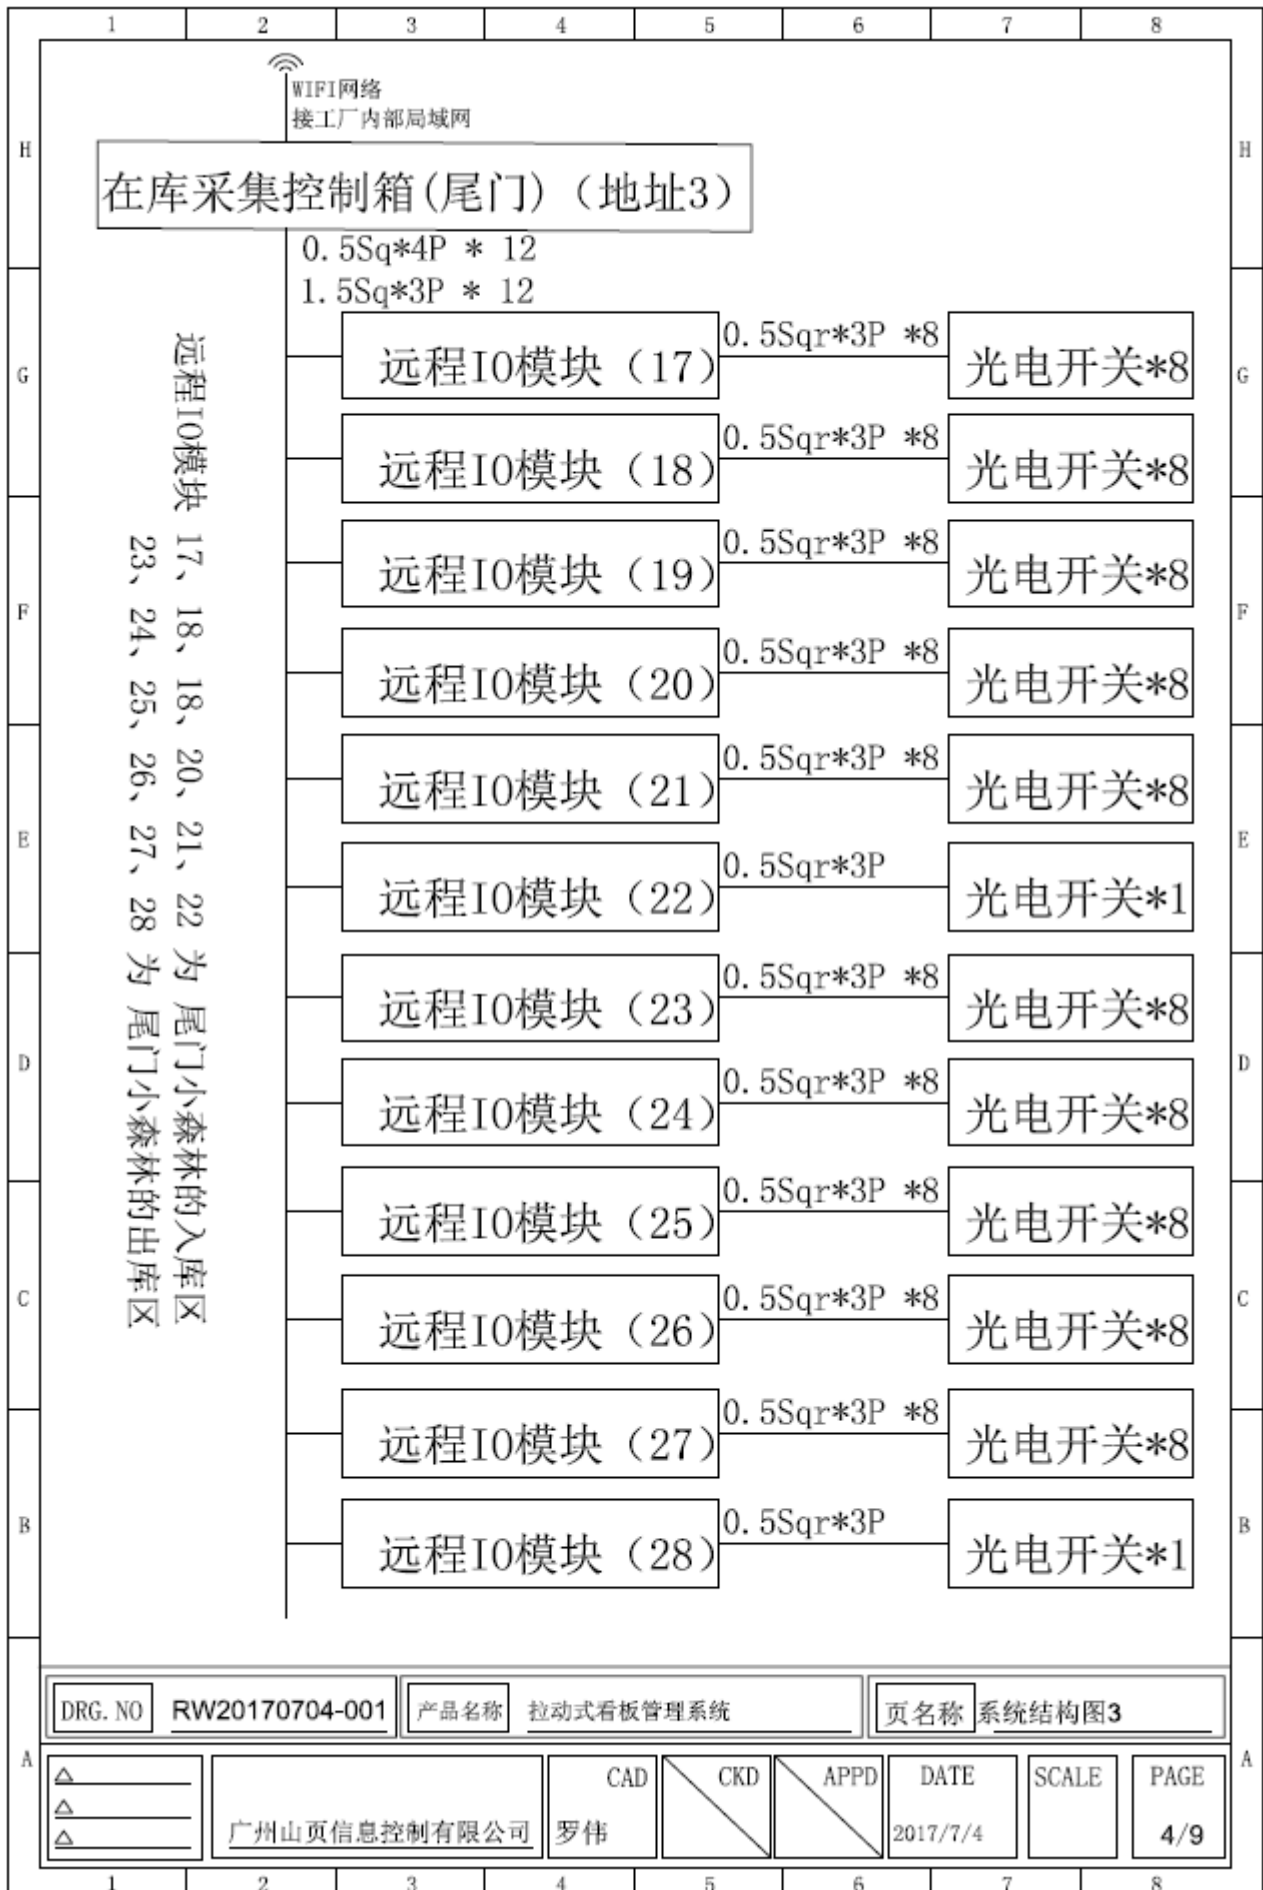 1 2 3 4 5 6 7 8
WIFI网络
接工厂内部局域网
H H
在库采集控制箱(尾门)（地址3）
0.5Sq*4P * 12
1.5Sq*3P * 12
远程IO模块 17、18、18、20、21、22 为 尾门小森林的入库区
23、24、25、26、27、28 为 尾门小森林的出库区
G G
远程IO模块（17） 0.5Sqr*3P *8 光电开关*8
远程IO模块（18） 0.5Sqr*3P *8 光电开关*8
远程IO模块（19） 0.5Sqr*3P *8 光电开关*8
F F
远程IO模块（20） 0.5Sqr*3P *8 光电开关*8
远程IO模块（21） 0.5Sqr*3P *8 光电开关*8
E E
远程IO模块（22） 0.5Sqr*3P 光电开关*1
远程IO模块（23） 0.5Sqr*3P *8 光电开关*8
D D
远程IO模块（24） 0.5Sqr*3P *8 光电开关*8
远程IO模块（25） 0.5Sqr*3P *8 光电开关*8
C C
远程IO模块（26） 0.5Sqr*3P *8 光电开关*8
远程IO模块（27） 0.5Sqr*3P *8 光电开关*8
B B
远程IO模块（28） 0.5Sqr*3P 光电开关*1
DRG.NO RW20170704-001 产品名称 拉动式看板管理系统 页名称 系统结构图3
A A
CAD CKD APPD DATE SCALE PAGE
广州山页信息控制有限公司 罗伟 2017/7/4 4/9
1 2 3 4 5 6 7 8